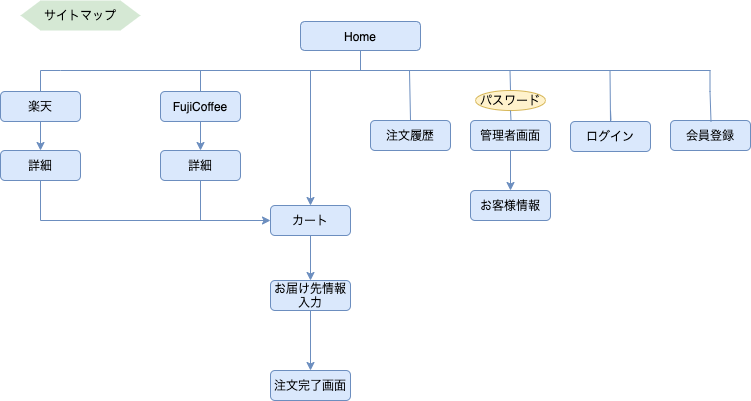 サイトマップ
Home
楽天
FujiCoffee
パスワード
注文履歴
管理者画面
ログイン
会員登録
詳細
詳細
お客様情報
カート
お届け先情報
入力
注文完了画面